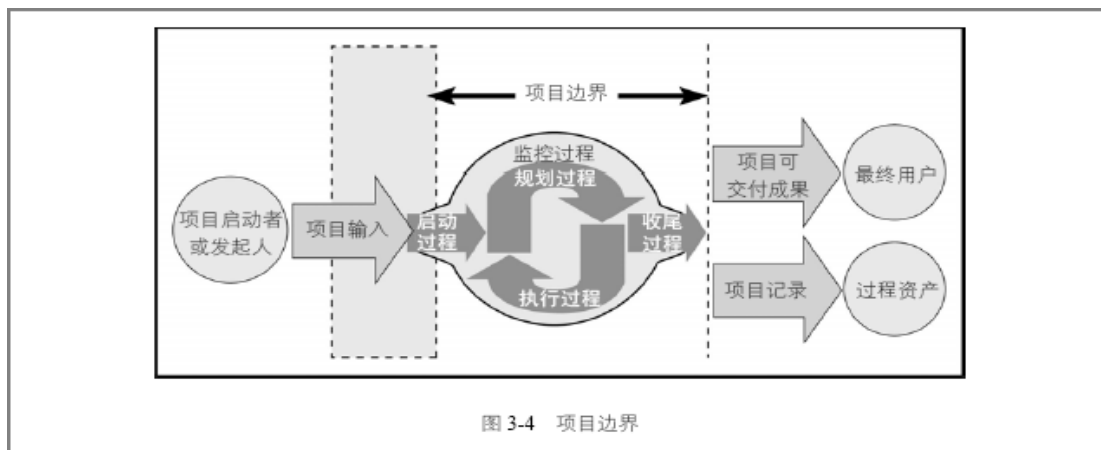 项目边界
监控过程
规划过程
项目启动者
或发起人
项目输入
启动
过程
收尾
过程
执行过程
项目可
交付成果
最终用户
项目记录
过程资产
图 3-4 项目边界